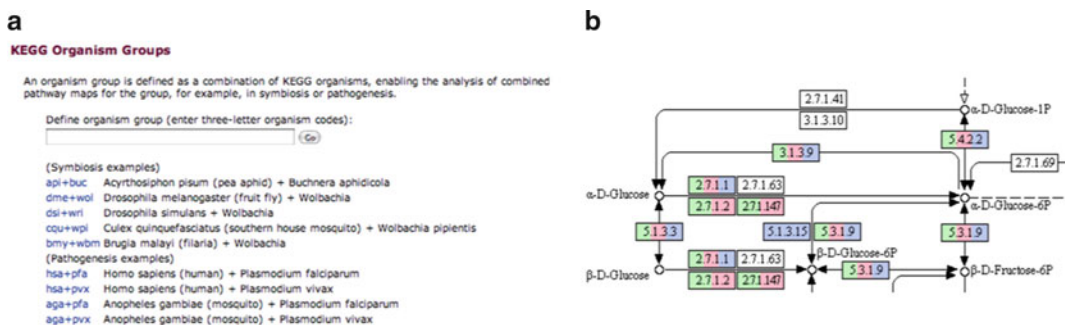 a
KEGG Organism Groups
An organism group is defined as a combination of KEGG organisms, enabling the analysis of combined
pathway maps for the group, for example, in symbiosis or pathogenesis.
Define organism group (enter three-letter organism codes):
Go
(Symbiosis examples)
api+buc Acyrthosiphon pisum (pea aphid) + Buchnera aphidicola
dme+wol Drosophila melanogaster (fruit fly) + Wolbachia
dsi+wri Drosophila simulans + Wolbachia
cqu+wpi Culex quinquefasciatus (southern house mosquito) + Wolbachia pipientis
bmy+wbm Brugia malayi (filaria) + Wolbachia
(Pathogenesis examples)
hsa+pfa Homo sapiens (human) + Plasmodium falciparum
hsa+pvx Homo sapiens (human) + Plasmodium vivax
aga+pfa Anopheles gambiae (mosquito) + Plasmodium falciparum
aga+pvx Anopheles gambiae (mosquito) + Plasmodium vivax
b
2.7.1.41
α-D-Glucose-1P
3.1.3.10
5.4.2.2
3.1.3.9
2.7.1.69
2.7.1.1 2.7.1.63
α-D-Glucose
α-D-Glucose-6P
2.7.1.2 2.7.1.147
5.1.3.3 5.1.3.15 5.3.1.9 5.3.1.9
β-D-Glucose-6P
2.7.1.1 2.7.1.63
β-D-Glucose 5.3.1.9 β-D-Fructose-6P
2.7.1.2 2.7.1.147